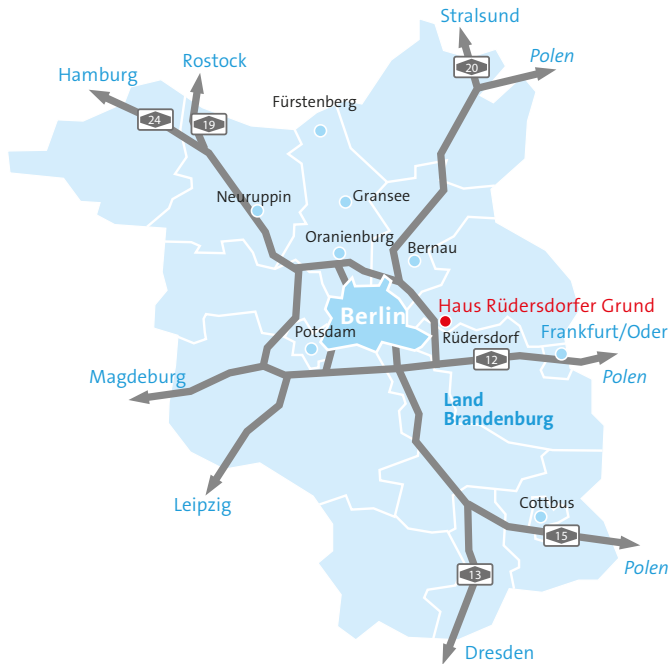 Stralsund
20
Polen
Rostock
Hamburg
Fürstenberg
24
19
Neuruppin
Gransee
Oranienburg
Bernau
Haus Rüdersdorfer Grund
Berlin
Potsdam
Rüdersdorf
Frankfurt/Oder
12
Magdeburg
Polen
Land
Brandenburg
Leipzig
Cottbus
15
Polen
13
Dresden